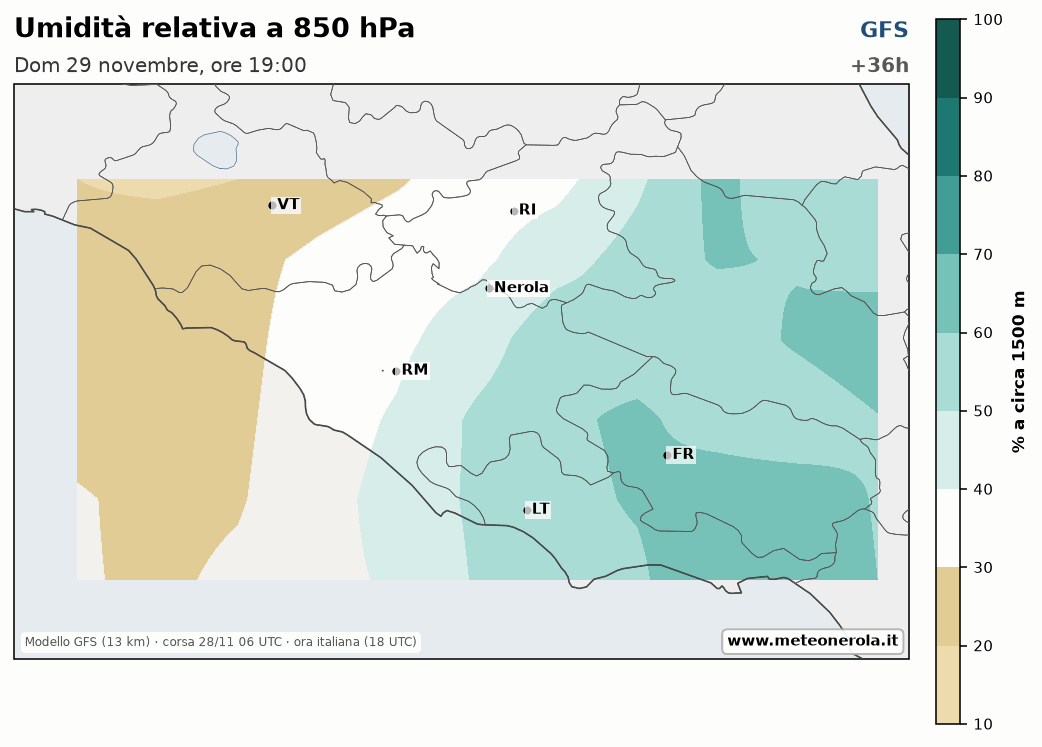 Umidità relativa a 850 hPa
GFS
Dom 29 novembre, ore 19:00
+36h
VT
RI
Nerola
RM
FR
LT
Modello GFS (13 km) · corsa 28/11 06 UTC · ora italiana (18 UTC)
www.meteonerola.it
100
90
80
70
60
50
40
30
20
10
% a circa 1500 m